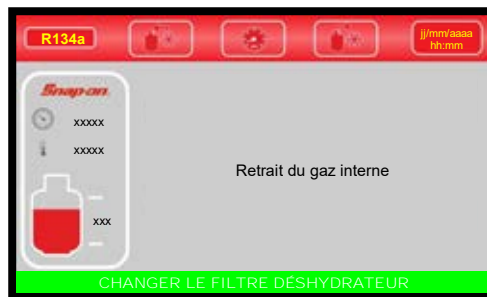 R134a
jj/mm/aaaa
hh:mm
Snap-on
xxxxx
xxxxx
xxx
Retrait du gaz interne
CHANGER LE FILTRE DÉSHYDRATEUR